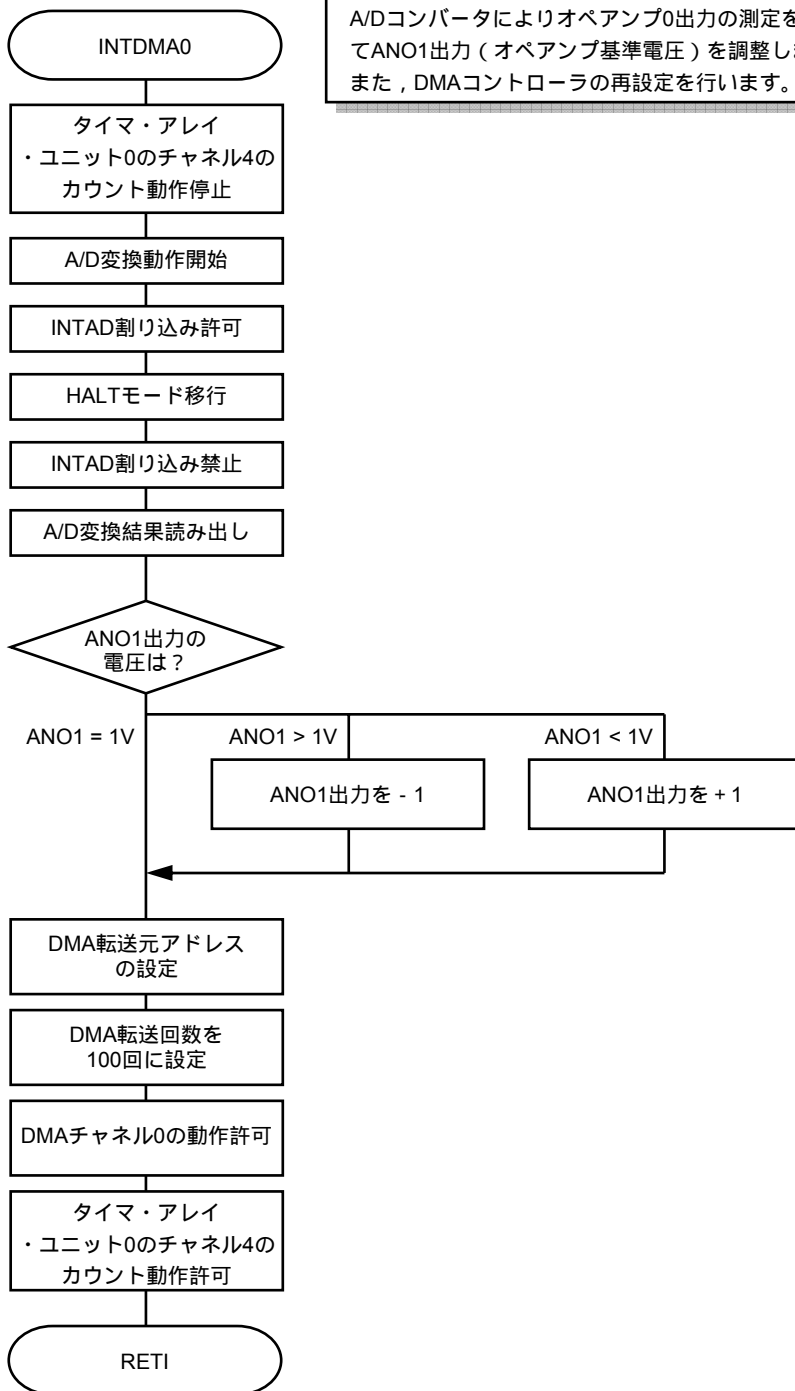 A/Dコンバータによりオペアンプ0出力の測定を
てANO1出力（オペアンプ基準電圧）を調整し
また，DMAコントローラの再設定を行います。
INTDMA0
タイマ・アレイ
・ユニット0のチャネル4の
カウント動作停止
A/D変換動作開始
INTAD割り込み許可
HALTモード移行
INTAD割り込み禁止
A/D変換結果読み出し
ANO1出力の
電圧は？
ANO1 = 1V
ANO1 > 1V
ANO1 < 1V
ANO1出力を - 1
ANO1出力を + 1
DMA転送元アドレス
の設定
DMA転送回数を
100回に設定
DMAチャネル0の動作許可
タイマ・アレイ
・ユニット0のチャネル4の
カウント動作許可
RETI